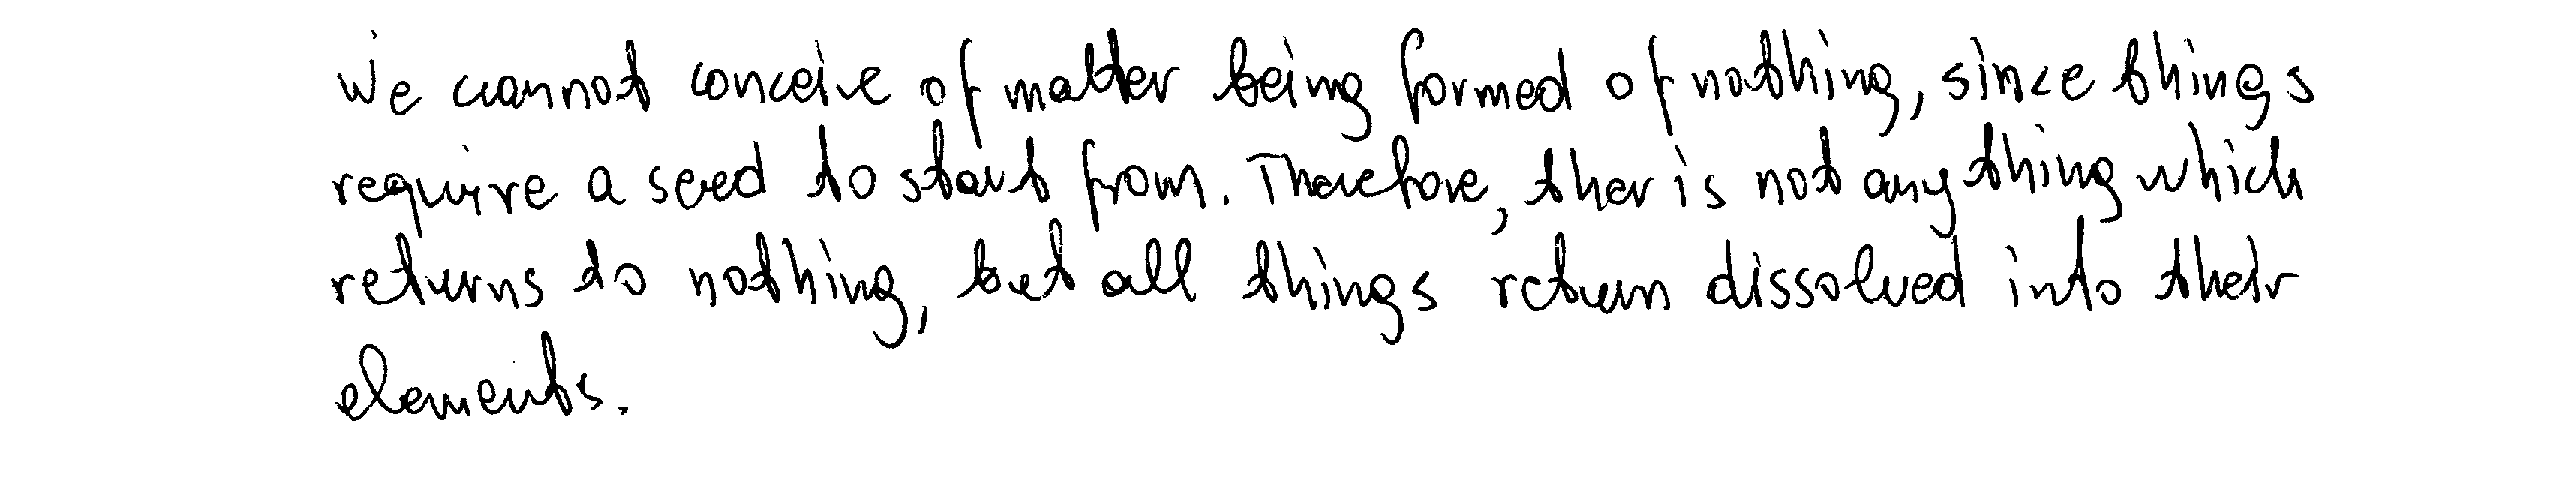 We cannot conceive of matter being formed of nothing, since things
require a seed to start from. Therefore, ther is not anything which
returns to nothing, but all things return dissolved into their
elements.